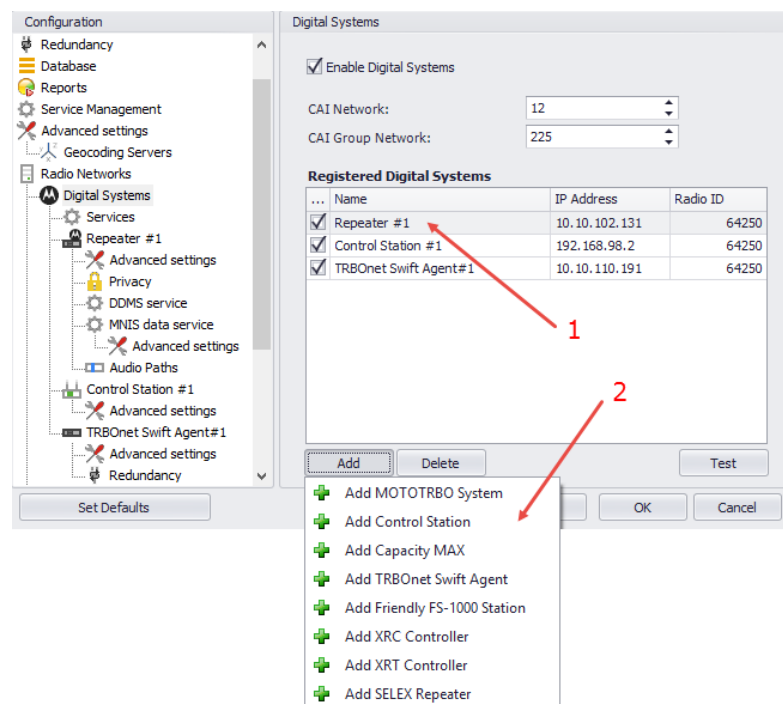 Configuration
Redundancy
Database
Reports
Service Management
Advanced settings
Geocoding Servers
Radio Networks
Digital Systems
Services
Repeater #1
Advanced settings
Privacy
DDMS service
MNIS data service
Advanced settings
Audio Paths
Control Station #1
Advanced settings
TRBOnet Swift Agent#1
Advanced settings
Redundancy
Set Defaults
Digital Systems
Enable Digital Systems
CAI Network: 12
CAI Group Network: 225
Registered Digital Systems
... Name IP Address Radio ID
Repeater #1 10.10.102.131 64250
Control Station #1 192.168.98.2 64250
TRBOnet Swift Agent#1 10.10.110.191 64250
1
2
Add Delete Test
OK Cancel
Add MOTOTRBO System
Add Control Station
Add Capacity MAX
Add TRBOnet Swift Agent
Add Friendly FS-1000 Station
Add XRC Controller
Add XRT Controller
Add SELEX Repeater